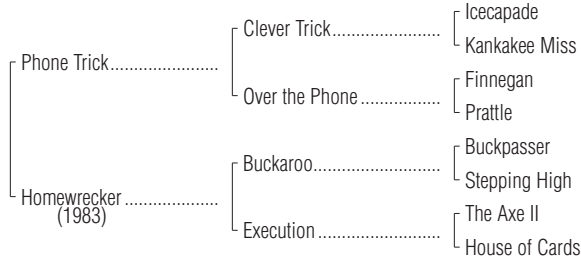 Icecapade
Clever Trick
Kankakee Miss
Phone Trick
Finnegan
Over the Phone
Prattle
Buckpasser
Buckaroo
Stepping High
Homewrecker
(1983)
The Axe II
Execution
House of Cards